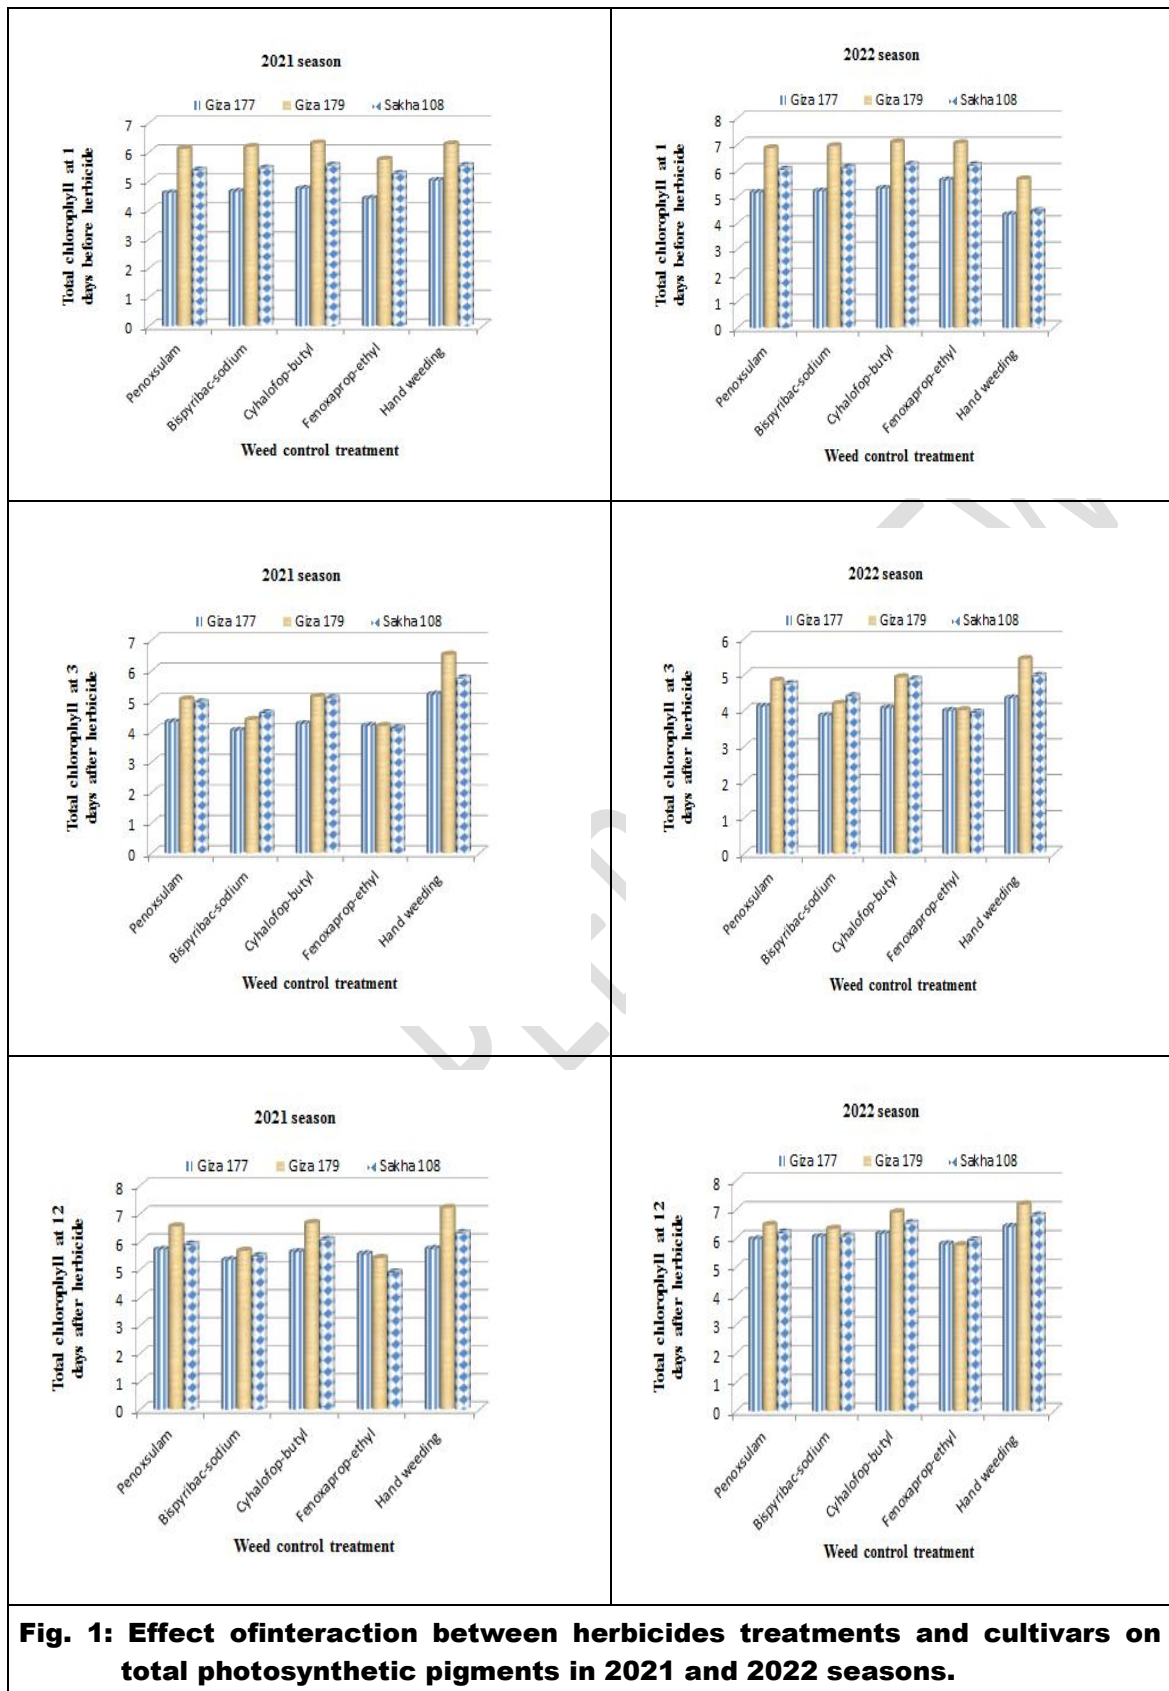 2021 season
Giza 177 Giza 179 Sakha 108
Total chlorophyll at 1
days before herbicide
7
6
5
4
3
2
1
0
Penoxsulam
Bispyribac-sodium
Cyhalofop-butyl
Fenoxaprop-ethyl
Hand weeding
Weed control treatment
2022 season
Giza 177 Giza 179 Sakha 108
Total chlorophyll at 1
days before herbicide
8
7
6
5
4
3
2
1
0
Penoxsulam
Bispyribac-sodium
Cyhalofop-butyl
Fenoxaprop-ethyl
Hand weeding
Weed control treatment
2021 season
Giza 177 Giza 179 Sakha 108
Total chlorophyll at 3
days after herbicide
7
6
5
4
3
2
1
0
Penoxsulam
Bispyribac-sodium
Cyhalofop-butyl
Fenoxaprop-ethyl
Hand weeding
Weed control treatment
2022 season
Giza 177 Giza 179 Sakha 108
Total chlorophyll at 3
days after herbicide
6
5
4
3
2
1
0
Penoxsulam
Bispyribac-sodium
Cyhalofop-butyl
Fenoxaprop-ethyl
Hand weeding
Weed control treatment
2021 season
Giza 177 Giza 179 Sakha 108
Total chlorophyll at 12
days after herbicide
8
7
6
5
4
3
2
1
0
Penoxsulam
Bispyribac-sodium
Cyhalofop-butyl
Fenoxaprop-ethyl
Hand weeding
Weed control treatment
2022 season
Giza 177 Giza 179 Sakha 108
Total chlorophyll at 12
days after herbicide
8
7
6
5
4
3
2
1
0
Penoxsulam
Bispyribac-sodium
Cyhalofop-butyl
Fenoxaprop-ethyl
Hand weeding
Weed control treatment
Fig. 1: Effect ofinteraction between herbicides treatments and cultivars on
total photosynthetic pigments in 2021 and 2022 seasons.